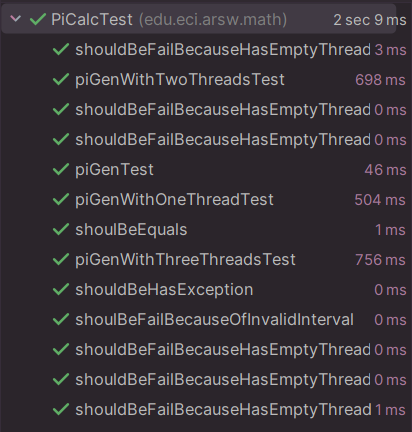 PiCalcTest (edu.eci.arsw.math) 2 sec 9 ms
shouldBeFailBecauseHasEmptyThread 3 ms
piGenWithTwoThreadsTest 698 ms
shouldBeFailBecauseHasEmptyThread 0 ms
shouldBeFailBecauseHasEmptyThread 0 ms
piGenTest 46 ms
piGenWithOneThreadTest 504 ms
shoulBeEquals 1 ms
piGenWithThreeThreadsTest 756 ms
shouldBeHasException 0 ms
shoulBeFailBecauseOfInvalidInterval 0 ms
shouldBeFailBecauseHasEmptyThread 0 ms
shouldBeFailBecauseHasEmptyThread 0 ms
shouldBeFailBecauseHasEmptyThread 1 ms